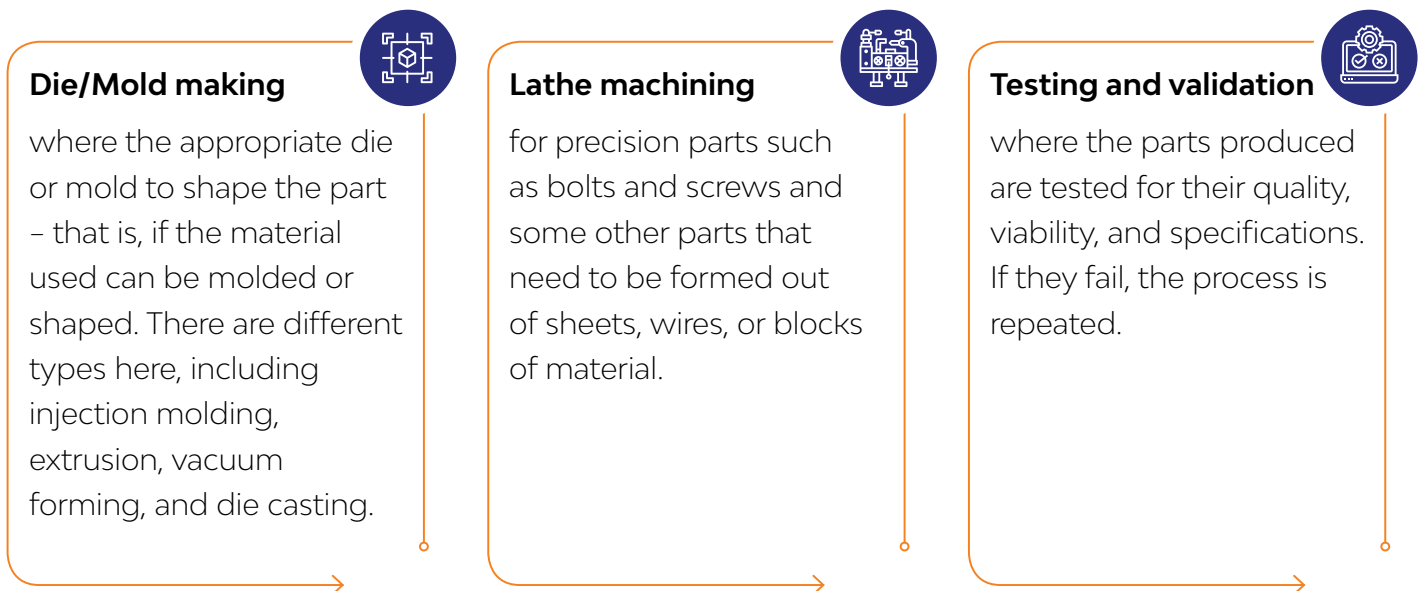 Die/Mold making
where the appropriate die
or mold to shape the part
– that is, if the material
used can be molded or
shaped. There are different
types here, including
injection molding,
extrusion, vacuum
forming, and die casting.
Lathe machining
for precision parts such
as bolts and screws and
some other parts that
need to be formed out
of sheets, wires, or blocks
of material.
Testing and validation
where the parts produced
are tested for their quality,
viability, and specifications.
If they fail, the process is
repeated.